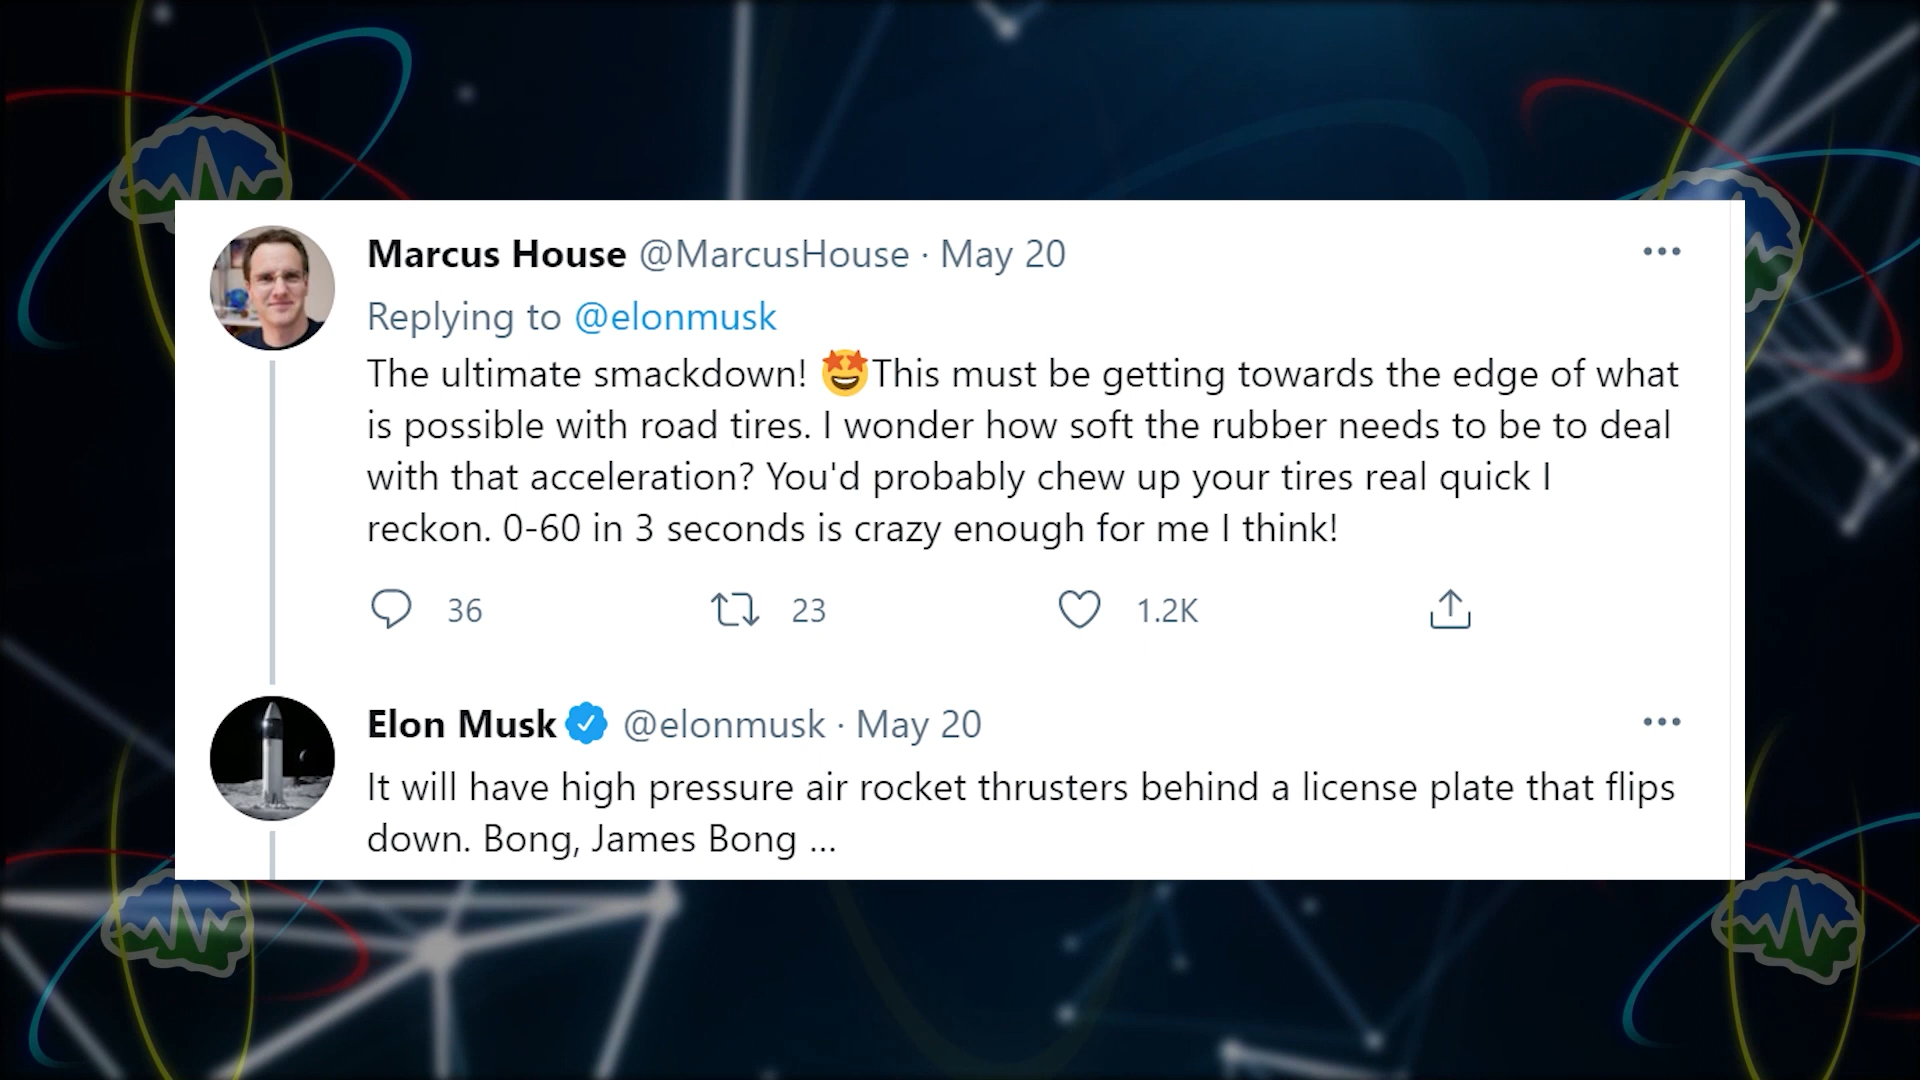 Marcus House @MarcusHouse · May 20
Replying to @elonmusk
The ultimate smackdown! 🤩This must be getting towards the edge of what
is possible with road tires. I wonder how soft the rubber needs to be to deal
with that acceleration? You'd probably chew up your tires real quick I
reckon. 0-60 in 3 seconds is crazy enough for me I think!
36 23 1.2K
Elon Musk @elonmusk · May 20
It will have high pressure air rocket thrusters behind a license plate that flips
down. Bong, James Bong ...